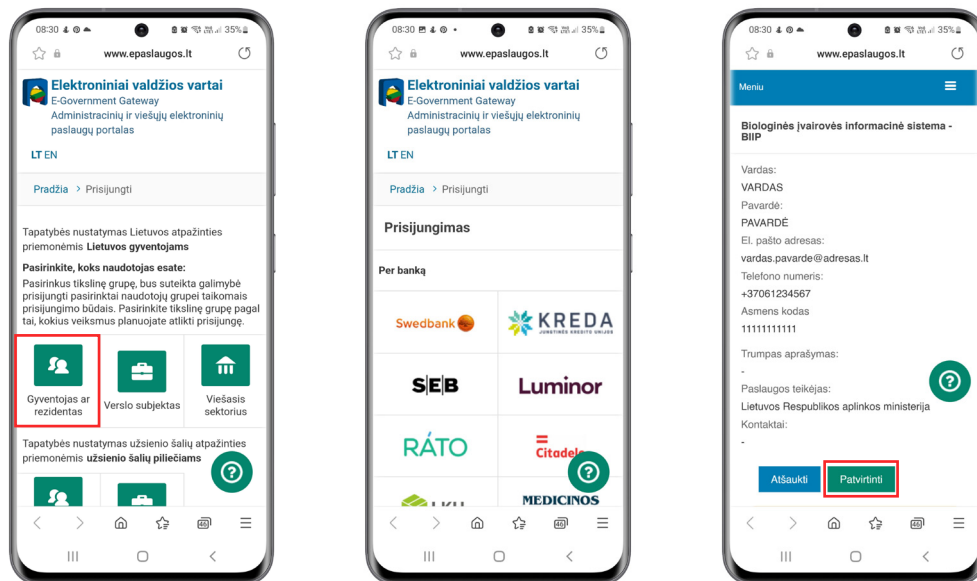 08:30
35%
www.epaslaugos.lt
Elektroniniai valdžios vartai
E-Government Gateway
Administracinių ir viešųjų elektroninių
paslaugų portalas
LT EN
Pradžia > Prisijungti
Tapatybės nustatymas Lietuvos atpažinties
priemonėmis Lietuvos gyventojams
Pasirinkite, koks naudotojas esate:
Pasirinkus tikslinę grupę, bus suteikta galimybė
prisijungti pasirinktai naudotojų grupei taikomais
prisijungimo būdais. Pasirinkite tikslinę grupę pagal
tai, kokius veiksmus planuojate atlikti prisijungę.
Gyventojas ar
rezidentas
Verslo subjektas
Viešasis
sektorius
Tapatybės nustatymas užsienio šalių atpažinties
priemonėmis užsienio šalių piliečiams
?
46
08:30
35%
www.epaslaugos.lt
Elektroniniai valdžios vartai
E-Government Gateway
Administracinių ir viešųjų elektroninių
paslaugų portalas
LT EN
Pradžia > Prisijungti
Prisijungimas
Per banką
Swedbank
KREDA
JUNGTINĖS KREDITO UNIJOS
SEB
Luminor
RÁTO
Citadele
LKU
MEDICINOS
?
46
08:30
35%
www.epaslaugos.lt
Meniu
Biologinės įvairovės informacinė sistema -
BIIP
Vardas:
VARDAS
Pavardė:
PAVARDĖ
El. pašto adresas:
vardas.pavarde@adresas.lt
Telefono numeris:
+37061234567
Asmens kodas
11111111111
Trumpas aprašymas:
-
Paslaugos teikėjas:
Lietuvos Respublikos aplinkos ministerija
Kontaktai:
-
?
Atšaukti
Patvirtinti
46